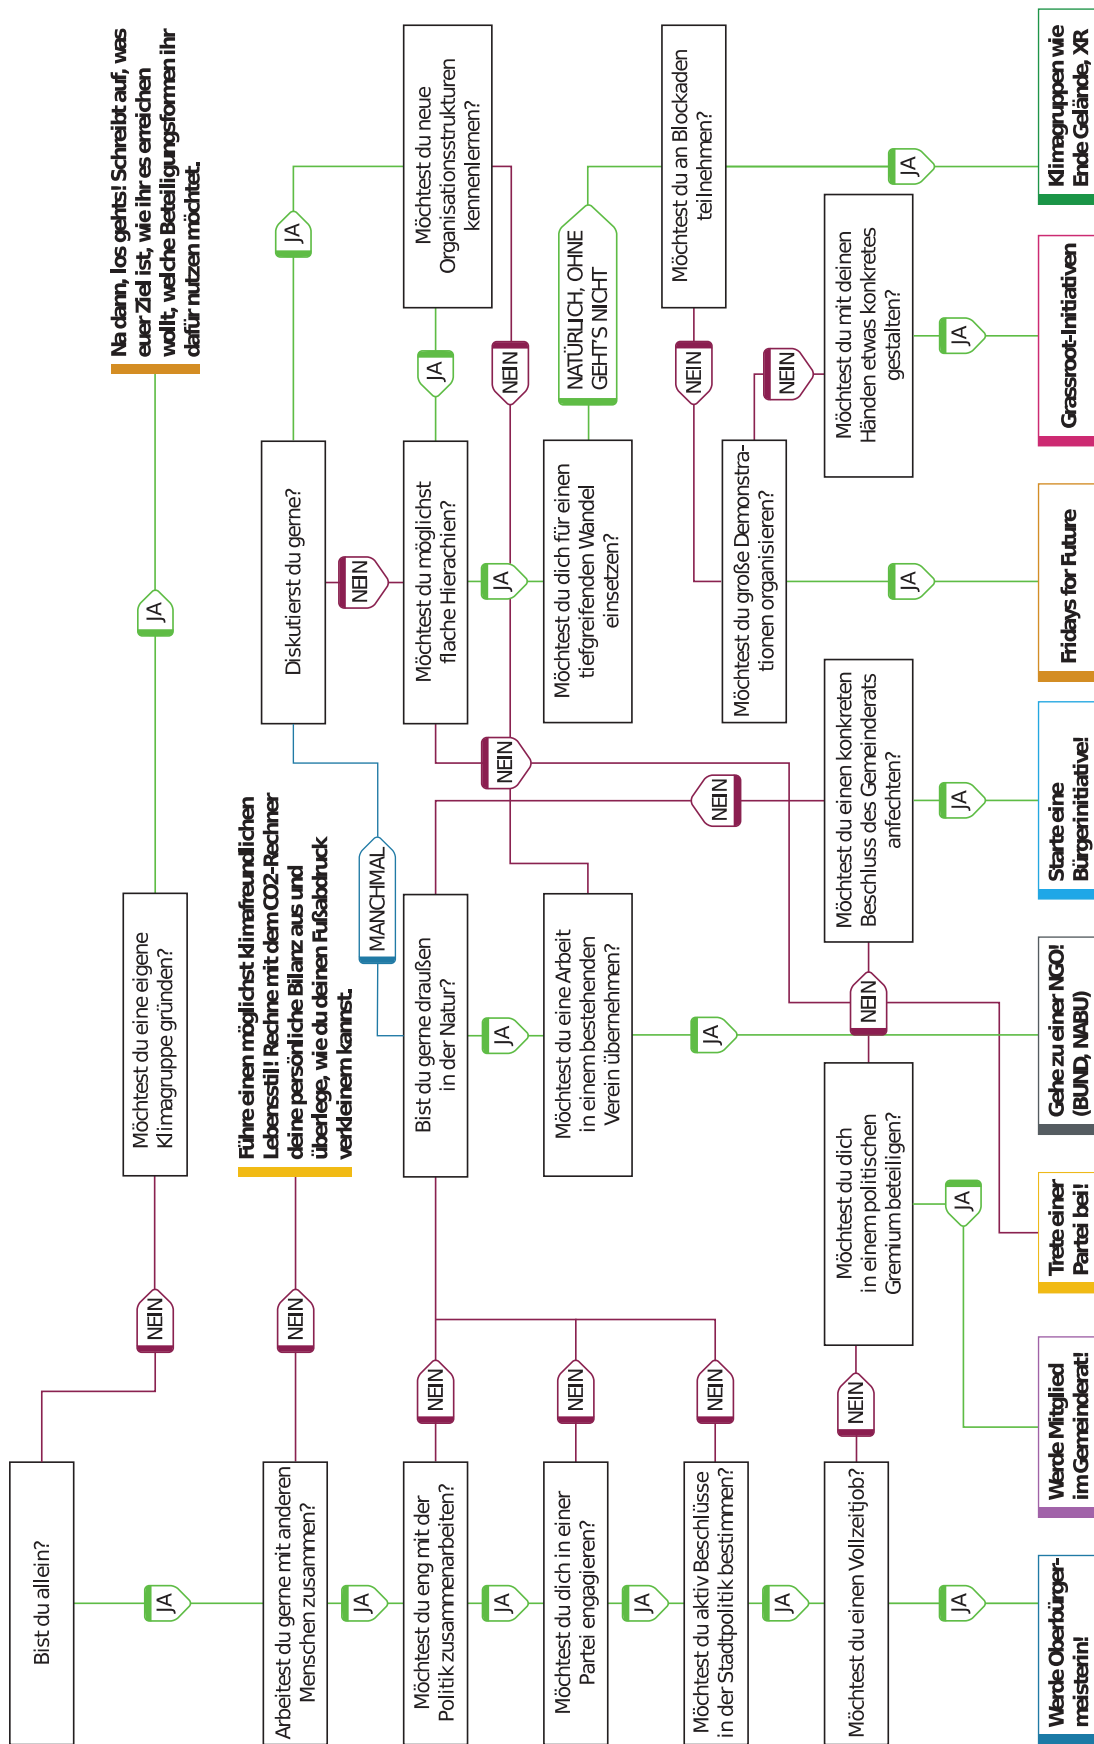 Bist du allein?
JA
NEIN
Möchtest du eine eigene
Klimagruppe gründen?
JA
Na dann, los gehts! Schreibt auf, was
euer Ziel ist, wie ihr es erreichen
wollt, welche Beteiligungsformen ihr
dafür nutzen möchtet.
Arbeitest du gerne mit anderen
Menschen zusammen?
JA
NEIN
Führe einen möglichst klimafreundlichen
Lebensstil! Rechne mit dem CO2-Rechner
deine persönliche Bilanz aus und
überlege, wie du deinen Fußabdruck
verkleinern kannst.
Diskutierst du gerne?
JA
NEIN
MANCHMAL
Möchtest du eng mit der
Politik zusammenarbeiten?
JA
NEIN
Bist du gerne draußen
in der Natur?
JA
NEIN
Möchtest du möglichst
flache Hierachien?
JA
JA
NEIN
Möchtest du neue
Organisationsstrukturen
kennenlernen?
NEIN
Möchtest du dich in einer
Partei engagieren?
JA
NEIN
Möchtest du eine Arbeit
in einem bestehenden
Verein übernehmen?
JA
Möchtest du dich für einen
tiefgreifenden Wandel
einsetzen?
NATÜRLICH, OHNE
GEHT'S NICHT
Möchtest du aktiv Beschlüsse
in der Stadtpolitik bestimmen?
JA
NEIN
Möchtest du an Blockaden
teilnehmen?
NEIN
JA
Möchtest du große Demonstra-
tionen organisieren?
NEIN
JA
Möchtest du einen Vollzeitjob?
JA
NEIN
Möchtest du dich
in einem politischen
Gremium beteiligen?
JA
NEIN
Möchtest du einen konkreten
Beschluss des Gemeinderats
anfechten?
JA
Möchtest du mit deinen
Händen etwas konkretes
gestalten?
JA
Werde Oberbürger-
meisterin!
Werde Mitglied
im Gemeinderat!
Trete einer
Partei bei!
Gehe zu einer NGO!
(BUND, NABU)
Starte eine
Bürgerinitiative!
Fridays for Future
Grassroot-Initiativen
Klimagruppen wie
Ende Gelände, XR